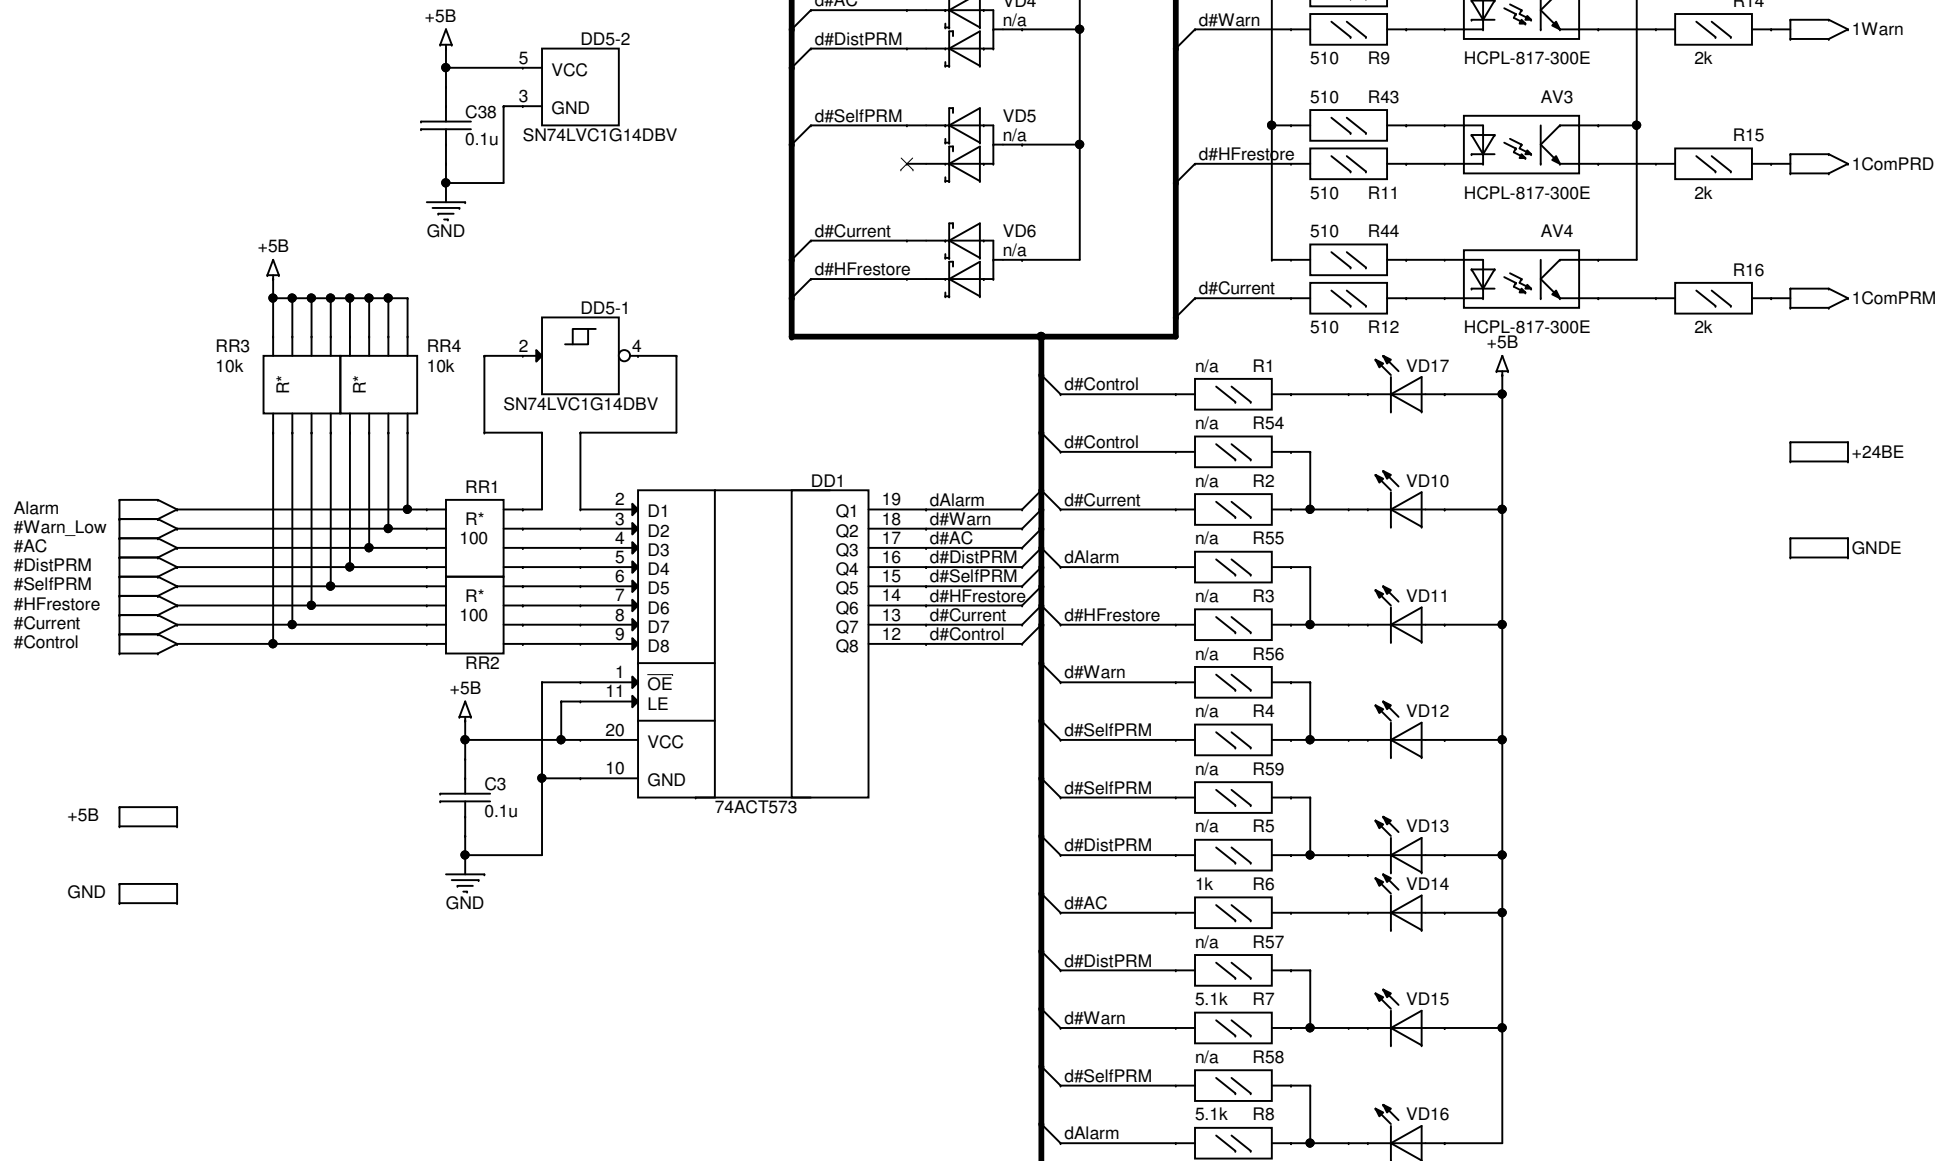 +5B
DD5-2
5
VCC
3
GND
C38
0.1u
SN74LVC1G14DBV
GND
d#AC
VD4
n/a
d#DistPRM
d#SelfPRM
VD5
n/a
d#Current
VD6
n/a
d#HFrestore
d#Warn
510
R9
HCPL-817-300E
R14
2k
1Warn
510
R43
AV3
d#HFrestore
510
R11
HCPL-817-300E
R15
2k
1ComPRD
510
R44
AV4
d#Current
510
R12
HCPL-817-300E
R16
2k
1ComPRM
+5B
RR3
10k
R*
R*
RR4
10k
DD5-1
2
4
SN74LVC1G14DBV
Alarm
#Warn_Low
#AC
#DistPRM
#SelfPRM
#HFrestore
#Current
#Control
RR1
R*
100
R*
100
RR2
DD1
2
D1
3
D2
4
D3
5
D4
6
D5
7
D6
8
D7
9
D8
1
OE
11
LE
20
VCC
10
GND
74ACT573
Q1
19
dAlarm
Q2
18
d#Warn
Q3
17
d#AC
Q4
16
d#DistPRM
Q5
15
d#SelfPRM
Q6
14
d#HFrestore
Q7
13
d#Current
Q8
12
d#Control
+5B
C3
0.1u
GND
+5B
GND
+5B
d#Control
n/a
R1
VD17
d#Control
n/a
R54
d#Current
n/a
R2
VD10
dAlarm
n/a
R55
d#HFrestore
n/a
R3
VD11
d#Warn
n/a
R56
d#SelfPRM
n/a
R4
VD12
d#SelfPRM
n/a
R59
d#DistPRM
n/a
R5
VD13
d#AC
1k
R6
VD14
d#DistPRM
n/a
R57
d#Warn
5.1k
R7
VD15
d#SelfPRM
n/a
R58
dAlarm
5.1k
R8
VD16
+24BE
GNDE